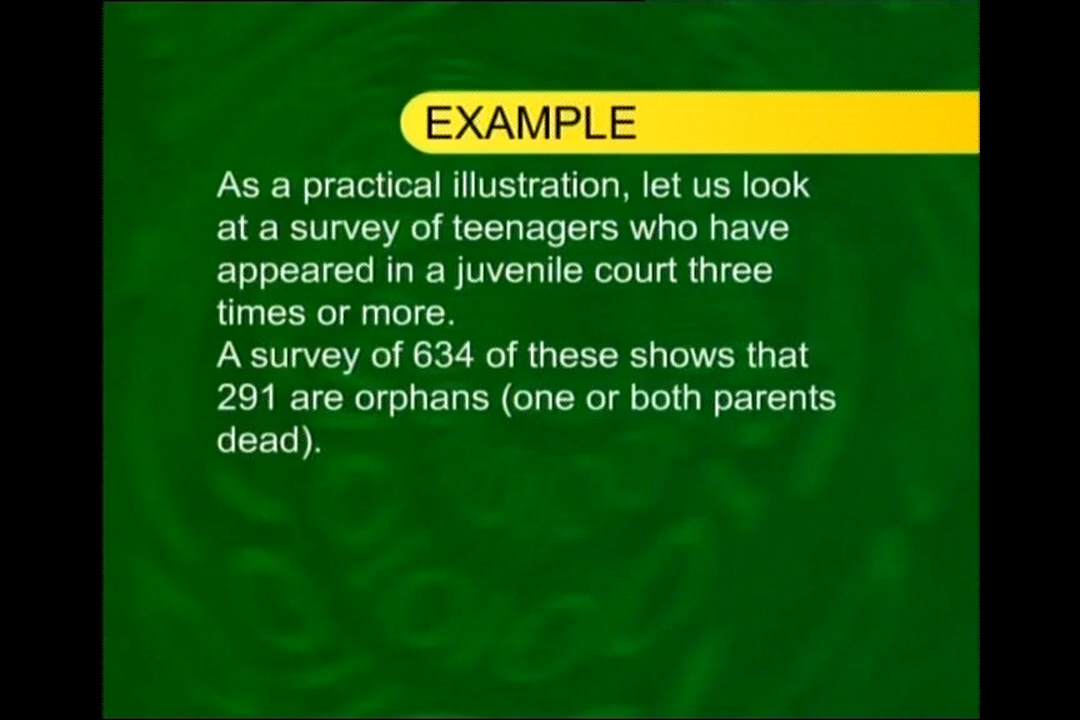 EXAMPLE
As a practical illustration, let us look
at a survey of teenagers who have
appeared in a juvenile court three
times or more.
A survey of 634 of these shows that
291 are orphans (one or both parents
dead).